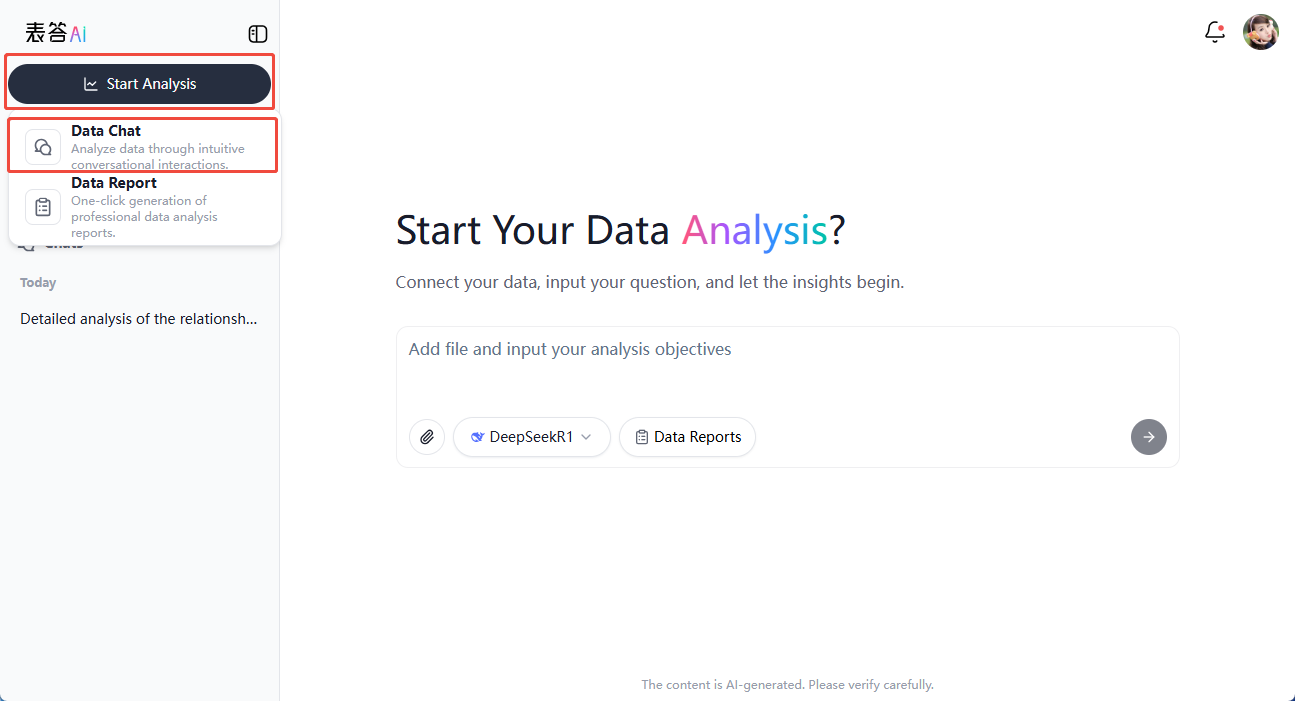 表答Ai
Start Analysis
Data Chat
Analyze data through intuitive
conversational interactions.
Data Report
One-click generation of
professional data analysis
reports.
Chats
Today
Detailed analysis of the relationsh...
Start Your Data Analysis?
Connect your data, input your question, and let the insights begin.
Add file and input your analysis objectives
DeepSeekR1
Data Reports
The content is AI-generated. Please verify carefully.